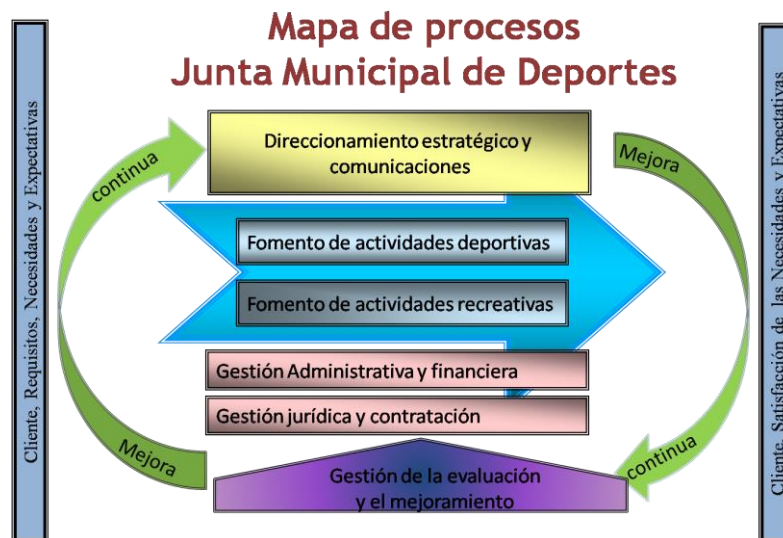 Mapa de procesos
Junta Municipal de Deportes
Cliente, Requisitos, Necesidades y Expectativas
continua
Direccionamiento estratégico y
comunicaciones
Mejora
Fomento de actividades deportivas
Fomento de actividades recreativas
Gestión Administrativa y financiera
Gestión jurídica y contratación
Mejora
Gestión de la evaluación
y el mejoramiento
continua
Cliente, Satisfacción de las Necesidades y Expectativas